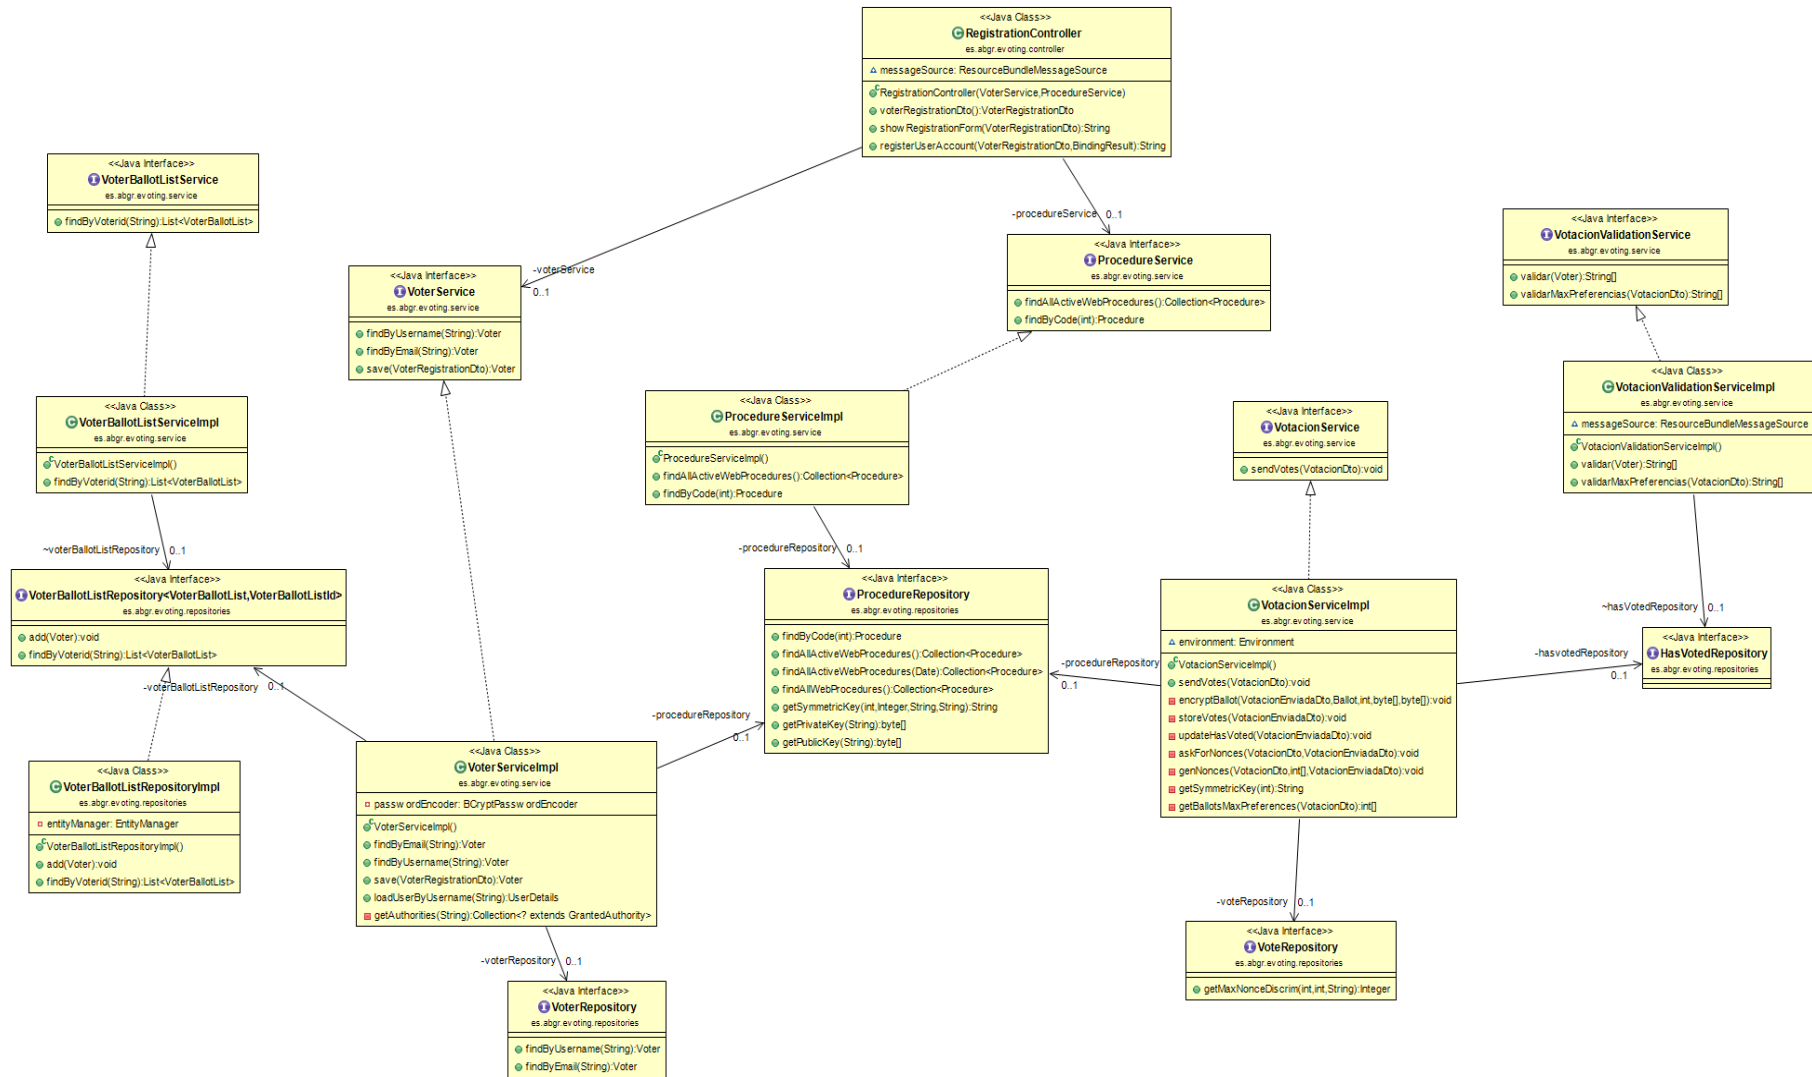 <<Java Class>>
RegistrationController
es.abgr.evoting.controller
messageSource: ResourceBundleMessageSource
RegistrationController(VoterService,ProcedureService)
voterRegistrationDto():VoterRegistrationDto
showRegistrationForm(VoterRegistrationDto):String
registerUserAccount(VoterRegistrationDto,BindingResult):String
<<Java Interface>>
VoterBallotListService
es.abgr.evoting.service
findByVoterid(String):List<VoterBallotList>
-procedureService 0..1
<<Java Interface>>
VotacionValidationService
es.abgr.evoting.service
validar(Voter):String[]
validarMaxPreferencias(VotacionDto):String[]
<<Java Interface>>
ProcedureService
es.abgr.evoting.service
findAllActiveWebProcedures():Collection<Procedure>
findByCode(int):Procedure
-voterService
0..1
<<Java Interface>>
VoterService
es.abgr.evoting.service
findByUsername(String):Voter
findByEmail(String):Voter
save(VoterRegistrationDto):Voter
<<Java Class>>
VotacionValidationServiceImpl
es.abgr.evoting.service
messageSource: ResourceBundleMessageSource
VotacionValidationServiceImpl()
validar(Voter):String[]
validarMaxPreferencias(VotacionDto):String[]
<<Java Class>>
VoterBallotListServiceImpl
es.abgr.evoting.service
VoterBallotListServiceImpl()
findByVoterid(String):List<VoterBallotList>
<<Java Class>>
ProcedureServiceImpl
es.abgr.evoting.service
ProcedureServiceImpl()
findAllActiveWebProcedures():Collection<Procedure>
findByCode(int):Procedure
<<Java Interface>>
VotacionService
es.abgr.evoting.service
sendVotes(VotacionDto):void
~voterBallotListRepository 0..1
-procedureRepository 0..1
<<Java Interface>>
VoterBallotListRepository<VoterBallotList,VoterBallotListId>
es.abgr.evoting.repositories
add(Voter):void
findByVoterid(String):List<VoterBallotList>
<<Java Interface>>
ProcedureRepository
es.abgr.evoting.repositories
findByCode(int):Procedure
findAllActiveWebProcedures():Collection<Procedure>
findAllActiveWebProcedures(Date):Collection<Procedure>
findAllWebProcedures():Collection<Procedure>
getSymmetricKey(int,Integer,String,String):String
getPrivateKey(String):byte[]
getPublicKey(String):byte[]
<<Java Class>>
VotacionServiceImpl
es.abgr.evoting.service
environment: Environment
VotacionServiceImpl()
sendVotes(VotacionDto):void
encryptBallot(VotacionEnviadaDto,Ballot,int,byte[],byte[]):void
storeVotes(VotacionEnviadaDto):void
updateHasVoted(VotacionEnviadaDto):void
askForNonces(VotacionDto,VotacionEnviadaDto):void
genNonces(VotacionDto,int[],VotacionEnviadaDto):void
getSymmetricKey(int):String
getBallotsMaxPreferences(VotacionDto):int[]
~hasVotedRepository 0..1
<<Java Interface>>
HasVotedRepository
es.abgr.evoting.repositories
-hasvotedRepository
0..1
-procedureRepository
0..1
-voterBallotListRepository 0..1
-procedureRepository
0..1
<<Java Class>>
VoterServiceImpl
es.abgr.evoting.service
passwordEncoder: BCryptPasswordEncoder
VoterServiceImpl()
findByEmail(String):Voter
findByUsername(String):Voter
save(VoterRegistrationDto):Voter
loadUserByUsername(String):UserDetails
getAuthorities(String):Collection<? extends GrantedAuthority>
<<Java Class>>
VoterBallotListRepositoryImpl
es.abgr.evoting.repositories
entityManager: EntityManager
VoterBallotListRepositoryImpl()
add(Voter):void
findByVoterid(String):List<VoterBallotList>
-voteRepository 0..1
<<Java Interface>>
VoteRepository
es.abgr.evoting.repositories
getMaxNonceDiscrim(int,int,String):Integer
-voterRepository 0..1
<<Java Interface>>
VoterRepository
es.abgr.evoting.repositories
findByUsername(String):Voter
findByEmail(String):Voter